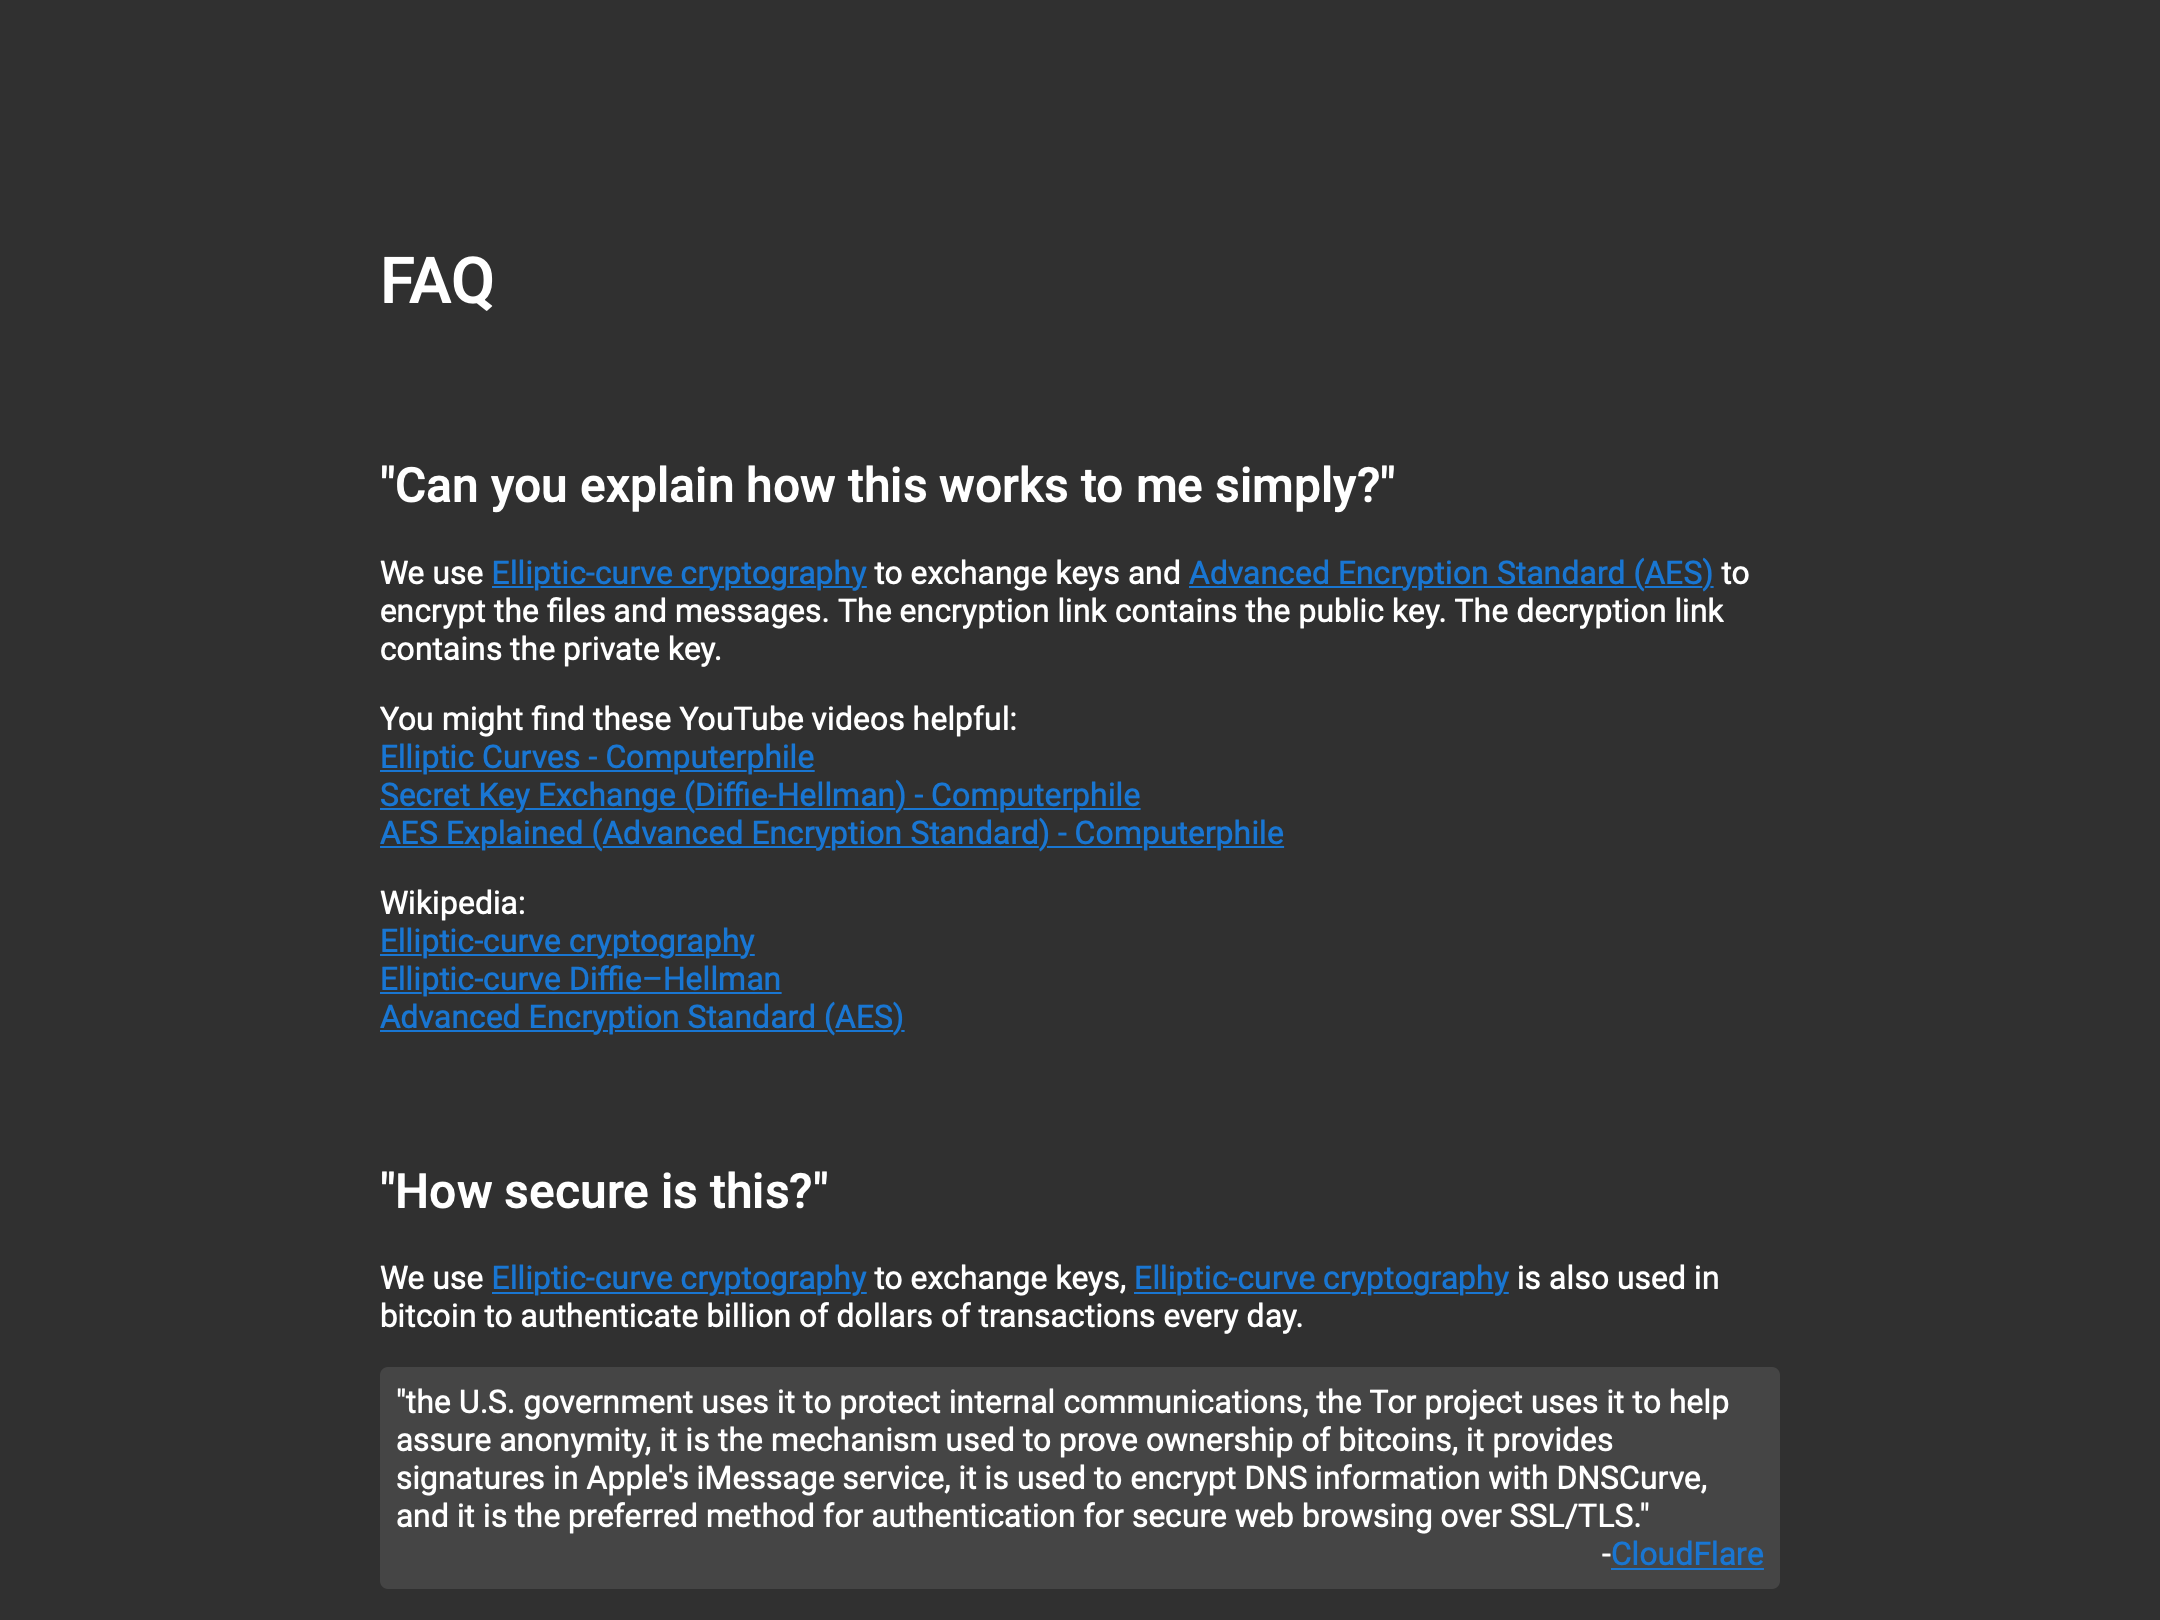 FAQ
"Can you explain how this works to me simply?"
We use Elliptic-curve cryptography to exchange keys and Advanced Encryption Standard (AES) to
encrypt the files and messages. The encryption link contains the public key. The decryption link
contains the private key.
You might find these YouTube videos helpful:
Elliptic Curves - Computerphile
Secret Key Exchange (Diffie-Hellman) - Computerphile
AES Explained (Advanced Encryption Standard) - Computerphile
Wikipedia:
Elliptic-curve cryptography
Elliptic-curve Diffie–Hellman
Advanced Encryption Standard (AES)
"How secure is this?"
We use Elliptic-curve cryptography to exchange keys, Elliptic-curve cryptography is also used in
bitcoin to authenticate billion of dollars of transactions every day.
"the U.S. government uses it to protect internal communications, the Tor project uses it to help
assure anonymity, it is the mechanism used to prove ownership of bitcoins, it provides
signatures in Apple's iMessage service, it is used to encrypt DNS information with DNSCurve,
and it is the preferred method for authentication for secure web browsing over SSL/TLS."
-CloudFlare